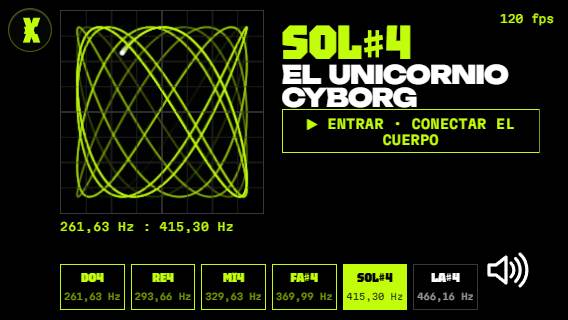 X
120 fps
SOL#4
EL UNICORNIO
CYBORG
▶ ENTRAR · CONECTAR EL
CUERPO
261,63 Hz : 415,30 Hz
DO4 RE4 MI4 FA#4 SOL#4 LA#4
261,63 Hz 293,66 Hz 329,63 Hz 369,99 Hz 415,30 Hz 466,16 Hz